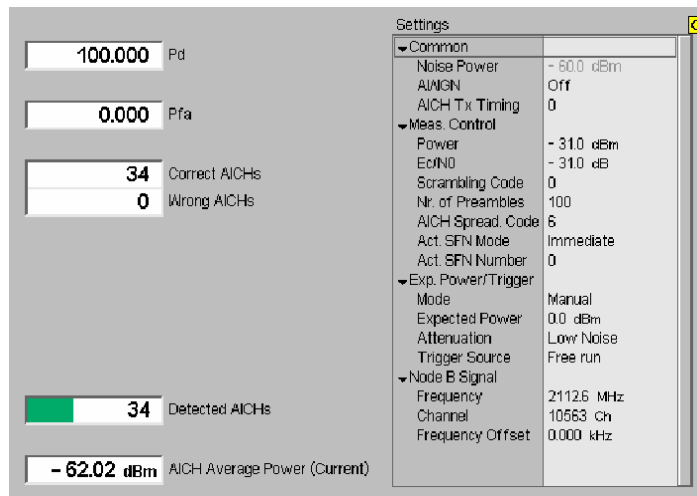 Settings
100.000 Pd
0.000 Pfa
34 Correct AICHs
0 Wrong AICHs
34 Detected AICHs
- 62.02 dBm AICH Average Power (Current)
Common
Noise Power - 60.0 dBm
AWGN Off
AICH Tx Timing 0
Meas. Control
Power - 31.0 dBm
Ec/N0 - 31.0 dB
Scrambling Code 0
Nr. of Preambles 100
AICH Spread. Code 6
Act. SFN Mode Immediate
Act. SFN Number 0
Exp. Power/Trigger
Mode Manual
Expected Power 0.0 dBm
Attenuation Low Noise
Trigger Source Free run
Node B Signal
Frequency 2112.6 MHz
Channel 10563 Ch
Frequency Offset 0.000 kHz